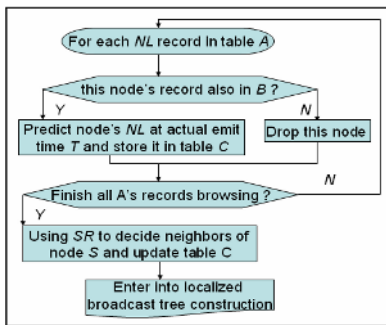 For each NL record in table A
this node's record also in B ?
Y
N
Predict node's NL at actual emit
time T and store it in table C
Drop this node
N
Finish all A's records browsing ?
Y
Using SR to decide neighbors of
node S and update table C
Enter into localized
broadcast tree construction